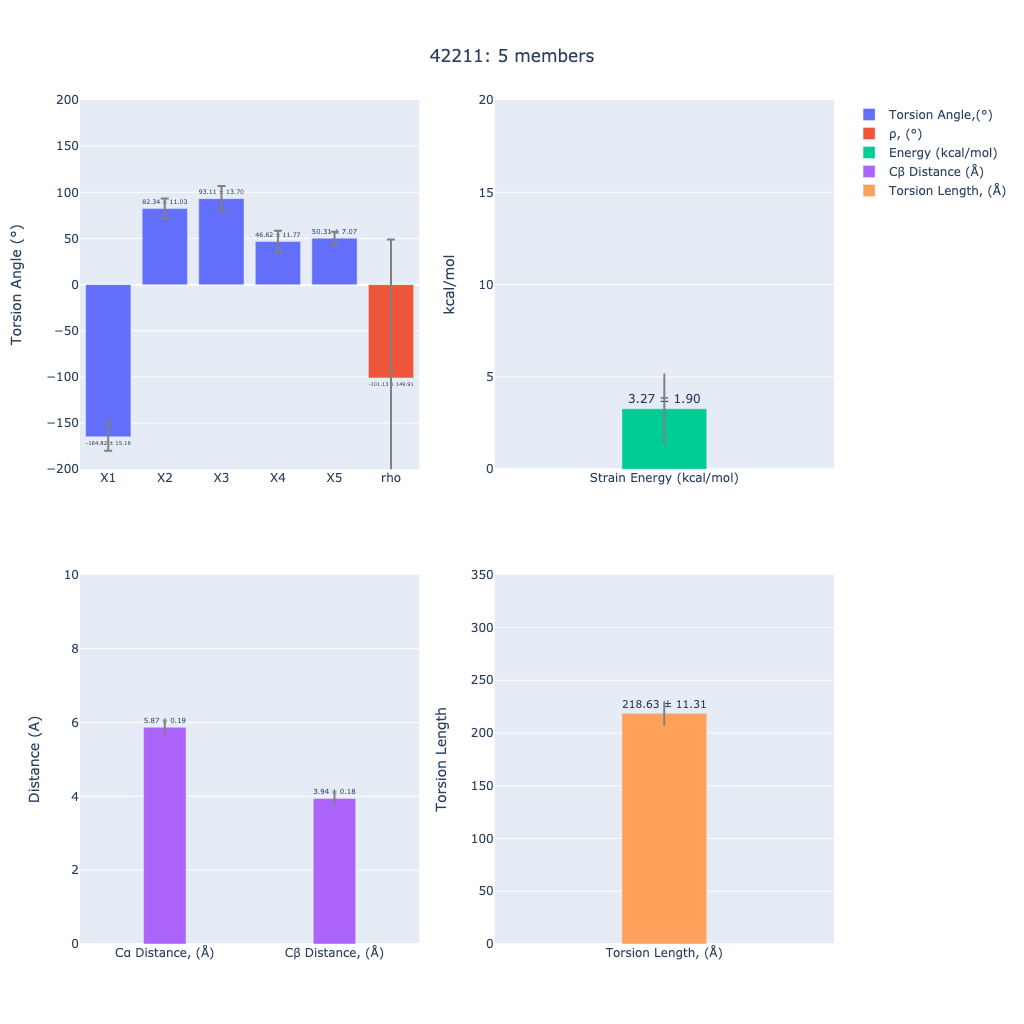 42211: 5 members
Torsion Angle (°)
200
150
100
50
0
−50
−100
−150
−200
-164.82 ± 15.16
82.34 ± 11.03
93.11 ± 13.70
46.62 ± 11.77
50.31 ± 7.07
-101.13 ± 149.91
X1 X2 X3 X4 X5 rho
kcal/mol
20
15
10
5
0
3.27 ± 1.90
Strain Energy (kcal/mol)
Torsion Angle,(°)
ρ, (°)
Energy (kcal/mol)
Cβ Distance (Å)
Torsion Length, (Å)
Distance (A)
10
8
6
4
2
0
5.87 ± 0.19
3.94 ± 0.18
Cα Distance, (Å) Cβ Distance, (Å)
Torsion Length
350
300
250
200
150
100
50
0
218.63 ± 11.31
Torsion Length, (Å)